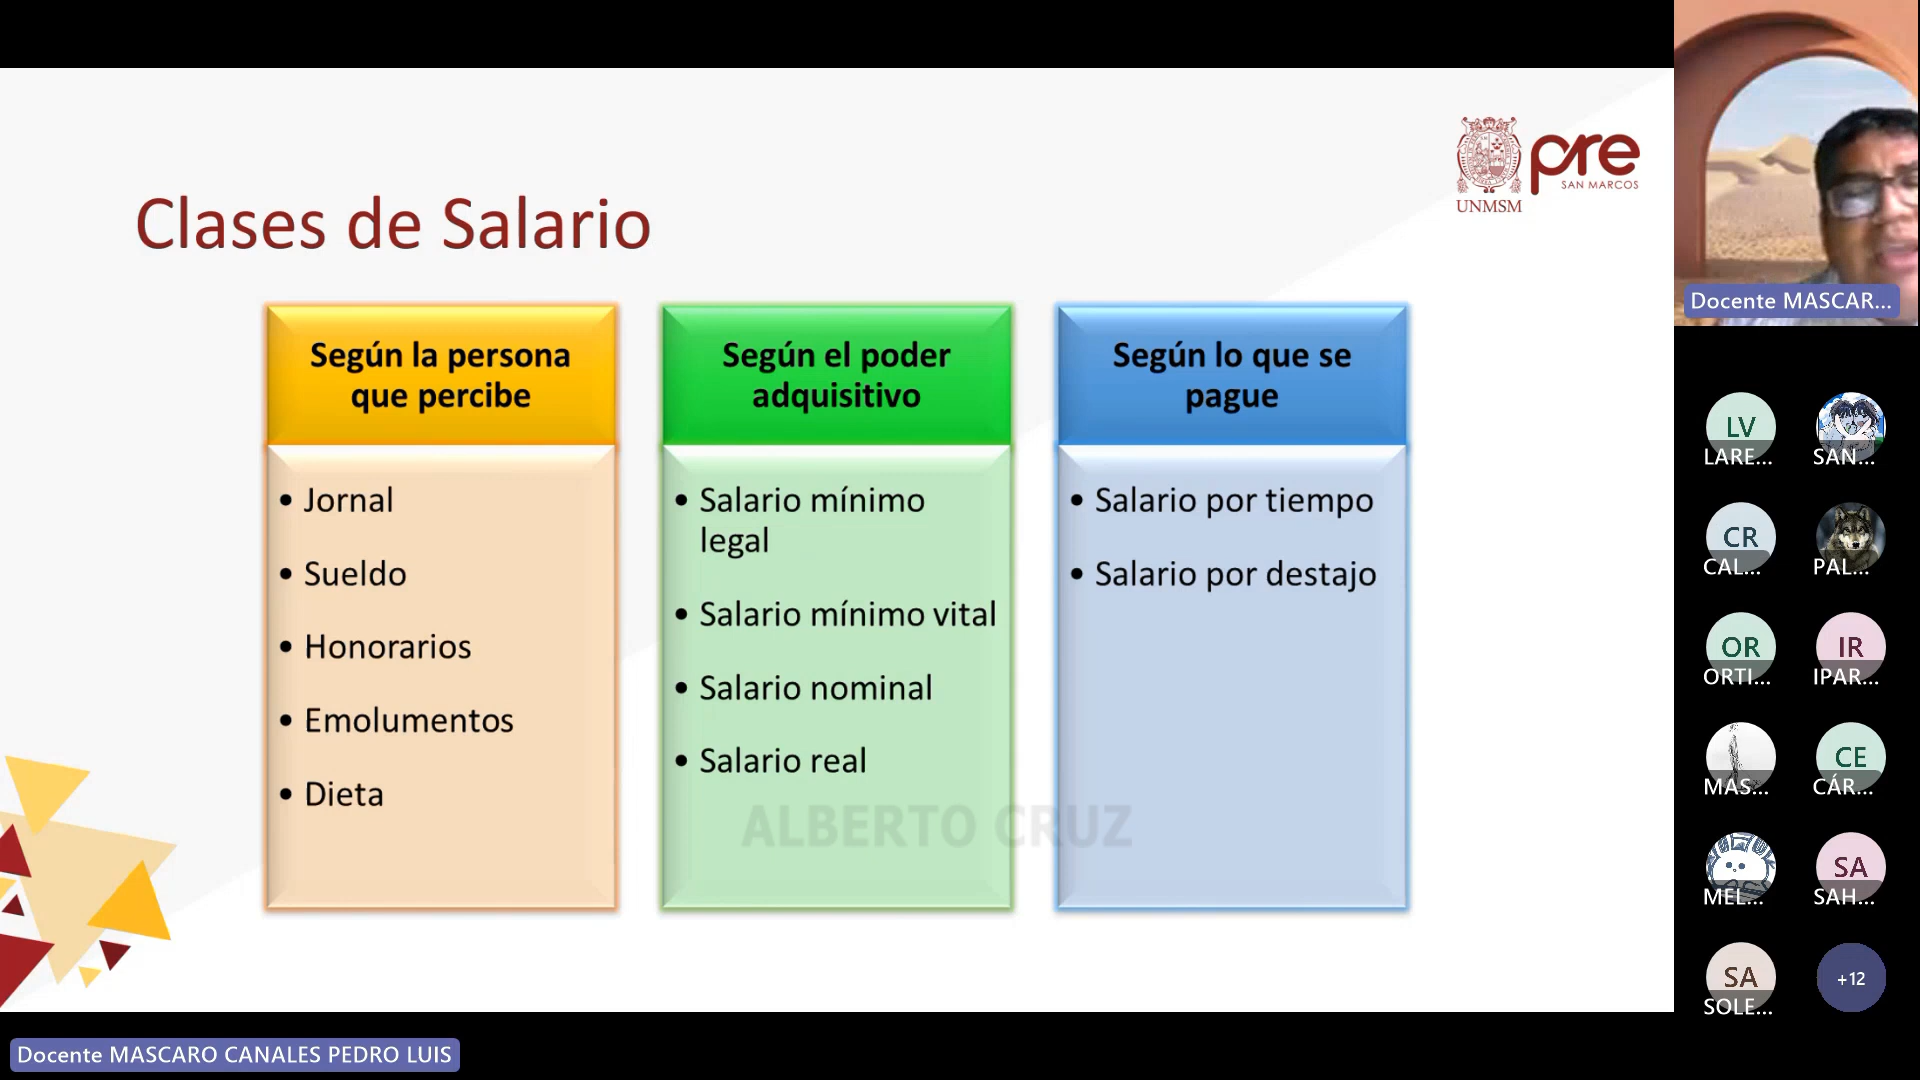 Clases de Salario
UNMSM
pre
SAN MARCOS
Según la persona
que percibe
• Jornal
• Sueldo
• Honorarios
• Emolumentos
• Dieta
Según el poder
adquisitivo
• Salario mínimo
legal
• Salario mínimo vital
• Salario nominal
• Salario real
Según lo que se
pague
• Salario por tiempo
• Salario por destajo
ALBERTO CRUZ
Docente MASCARO CANALES PEDRO LUIS
Docente MASCAR...
LV
LARE...
SAN...
CR
CAL...
PAL...
OR
ORTI...
IR
IPAR...
MAS...
CE
CÁR...
MEL...
SA
SAH...
SA
SOLE...
+12